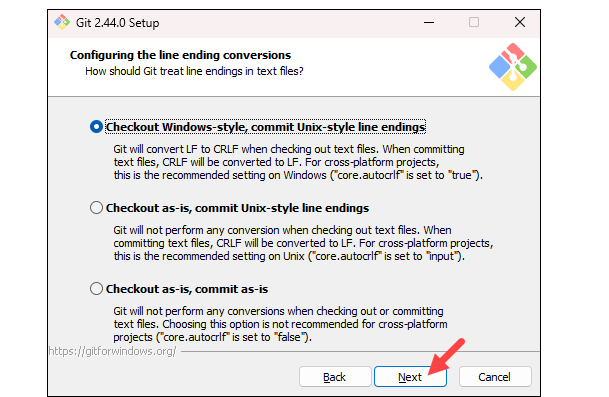 Git 2.44.0 Setup
Configuring the line ending conversions
How should Git treat line endings in text files?
Checkout Windows-style, commit Unix-style line endings
Git will convert LF to CRLF when checking out text files. When committing
text files, CRLF will be converted to LF. For cross-platform projects,
this is the recommended setting on Windows ("core.autocrlf" is set to "true").
Checkout as-is, commit Unix-style line endings
Git will not perform any conversion when checking out text files. When
committing text files, CRLF will be converted to LF. For cross-platform projects,
this is the recommended setting on Unix ("core.autocrlf" is set to "input").
Checkout as-is, commit as-is
Git will not perform any conversions when checking out or committing
text files. Choosing this option is not recommended for cross-platform
projects ("core.autocrlf" is set to "false").
https://gitforwindows.org/
Back Next Cancel